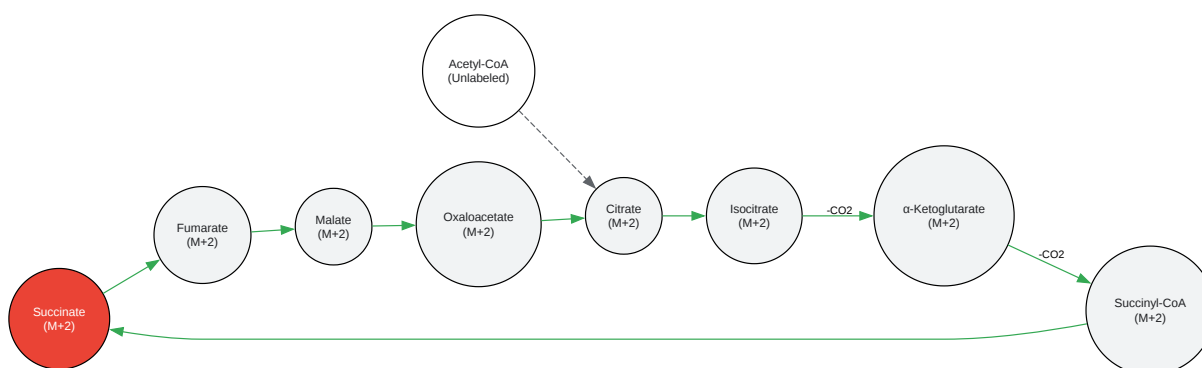 Acetyl-CoA
(Unlabeled)
Succinate
(M+2)
Fumarate
(M+2)
Malate
(M+2)
Oxaloacetate
(M+2)
Citrate
(M+2)
Isocitrate
(M+2)
-CO2
α-Ketoglutarate
(M+2)
-CO2
Succinyl-CoA
(M+2)